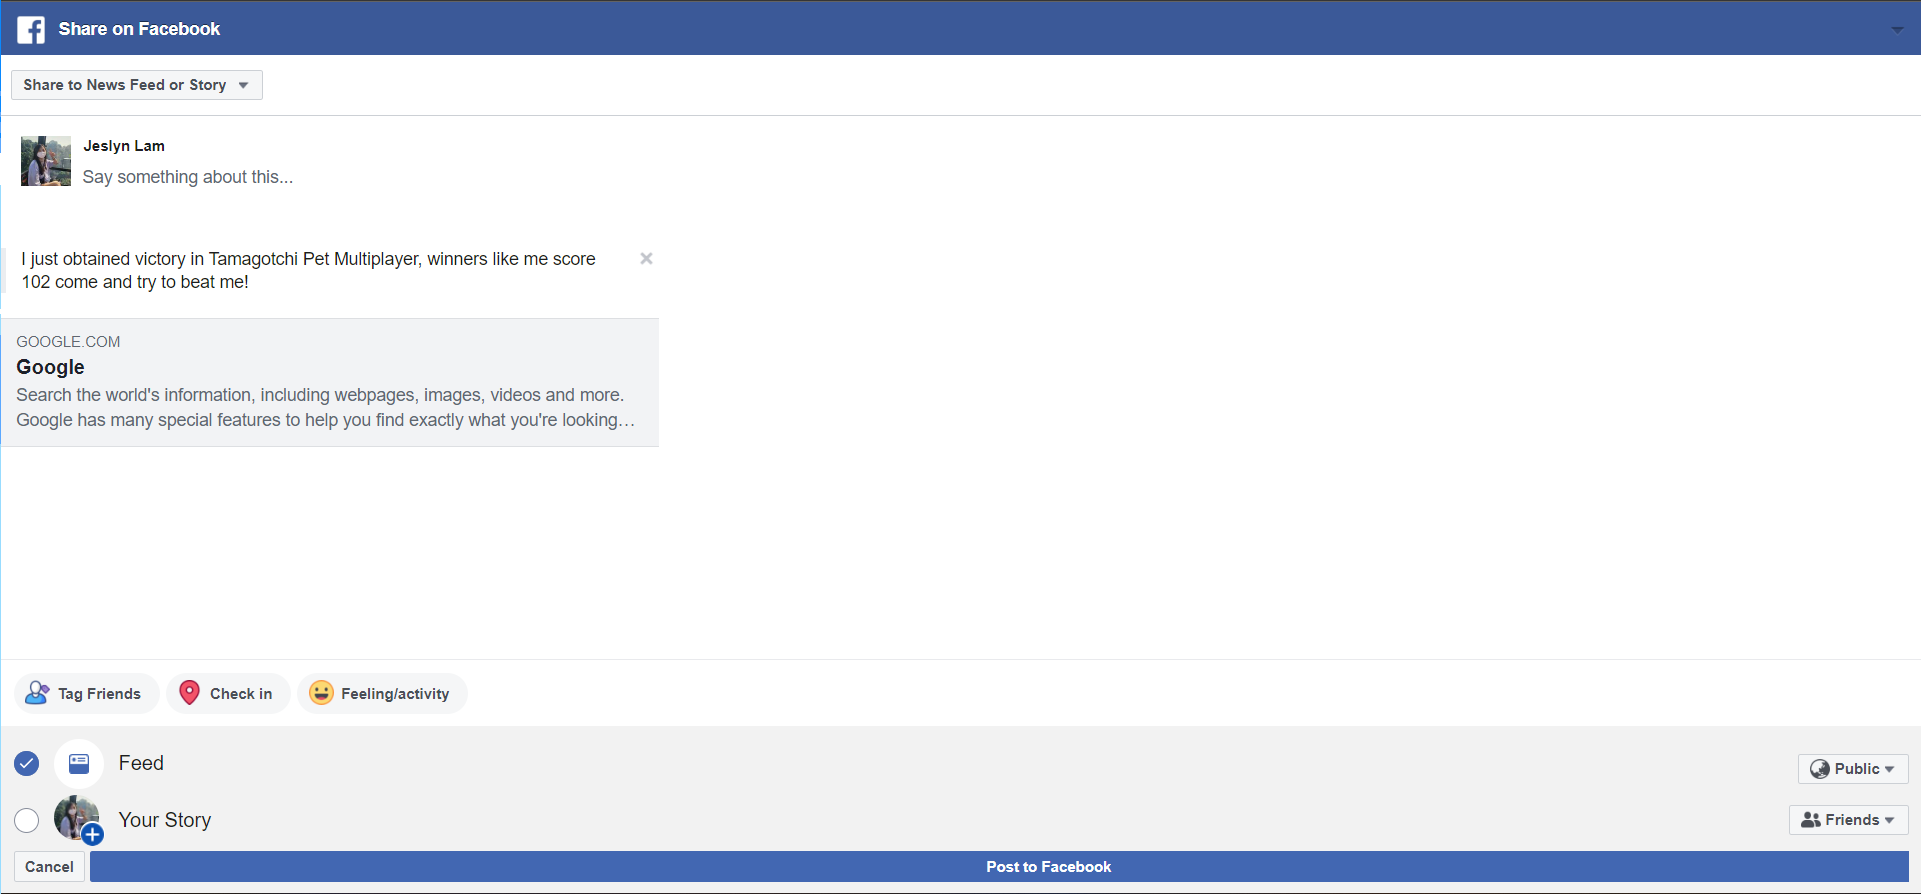 Share on Facebook
Share to News Feed or Story
Jeslyn Lam
Say something about this...
I just obtained victory in Tamagotchi Pet Multiplayer, winners like me score
102 come and try to beat me!
GOOGLE.COM
Google
Search the world's information, including webpages, images, videos and more.
Google has many special features to help you find exactly what you're looking...
Tag Friends
Check in
Feeling/activity
Feed
Public
Your Story
Friends
Cancel
Post to Facebook